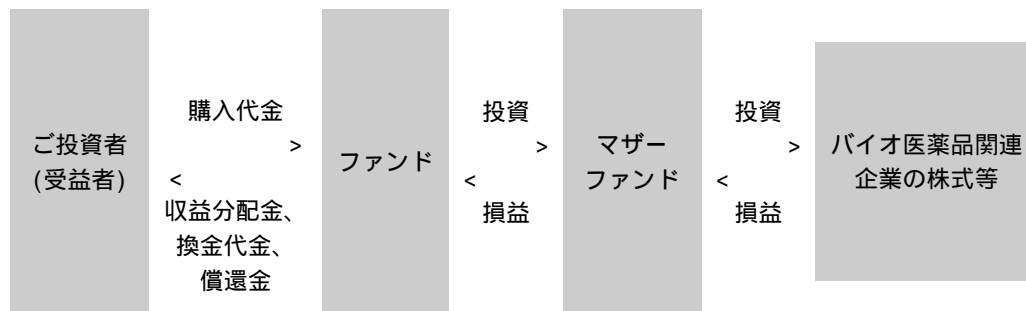 ご投資者
(受益者)
購入代金
>
<
収益分配金、
換金代金、
償還金
ファンド
投資
>
<
損益
マザー
ファンド
投資
>
<
損益
バイオ医薬品関連
企業の株式等